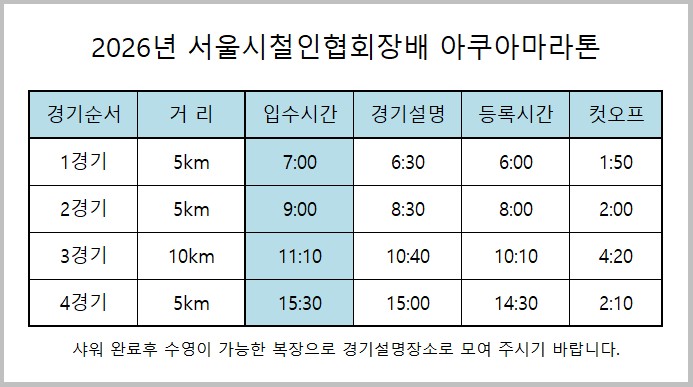 2026년 서울시철인협회장배 아쿠아마라톤
경기순서 거 리 입수시간 경기설명 등록시간 컷오프
1경기 5km 7:00 6:30 6:00 1:50
2경기 5km 9:00 8:30 8:00 2:00
3경기 10km 11:10 10:40 10:10 4:20
4경기 5km 15:30 15:00 14:30 2:10
샤워 완료후 수영이 가능한 복장으로 경기설명장소로 모여 주시기 바랍니다.